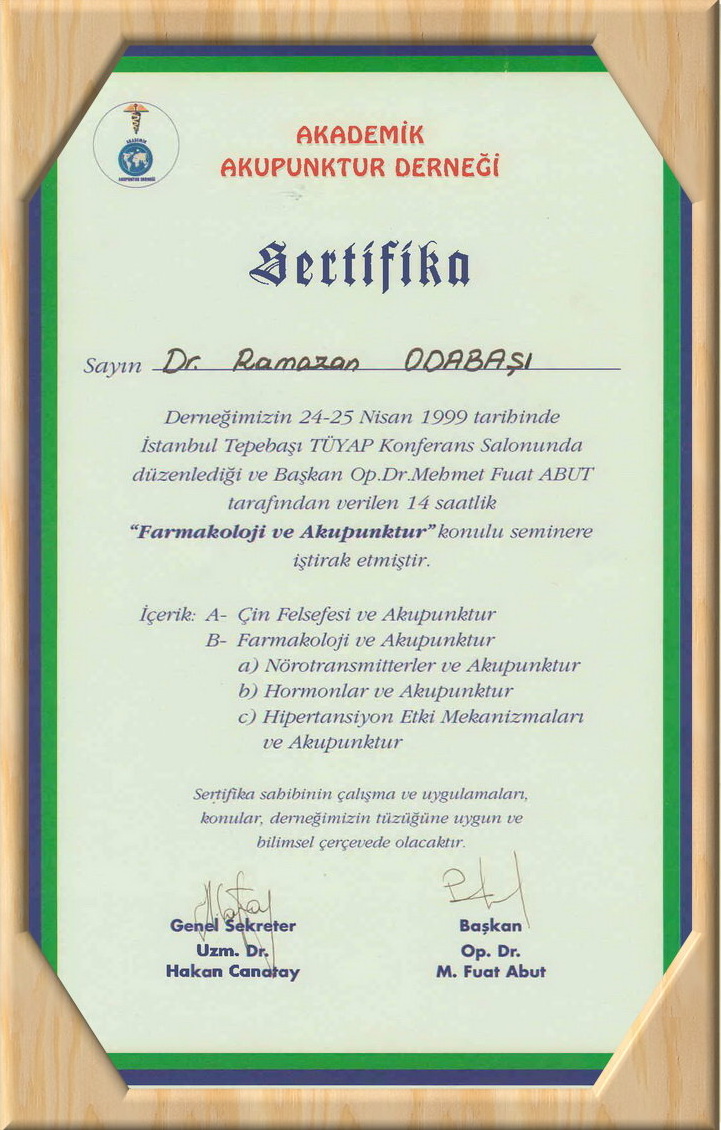 AKADEMİK
AKUPUNKTUR DERNEĞİ
AKADEMİK
AKUPUNKTUR DERNEĞİ
Sertifika
Sayın Dr. Ramazan ODABAŞI
Derneğimizin 24-25 Nisan 1999 tarihinde
İstanbul Tepebaşı TÜYAP Konferans Salonunda
düzenlediği ve Başkan Op.Dr.Mehmet Fuat ABUT
tarafından verilen 14 saatlik
“Farmakoloji ve Akupunktur” konulu seminere
iştirak etmiştir.
İçerik: A- Çin Felsefesi ve Akupunktur
B- Farmakoloji ve Akupunktur
a) Nörotransmitterler ve Akupunktur
b) Hormonlar ve Akupunktur
c) Hipertansiyon Etki Mekanizmaları
ve Akupunktur
Sertifika sahibinin çalışma ve uygulamaları,
konular, derneğimizin tüzüğüne uygun ve
bilimsel çerçevede olacaktır.
Genel Sekreter
Uzm. Dr.
Hakan Canatay
Başkan
Op. Dr.
M. Fuat Abut